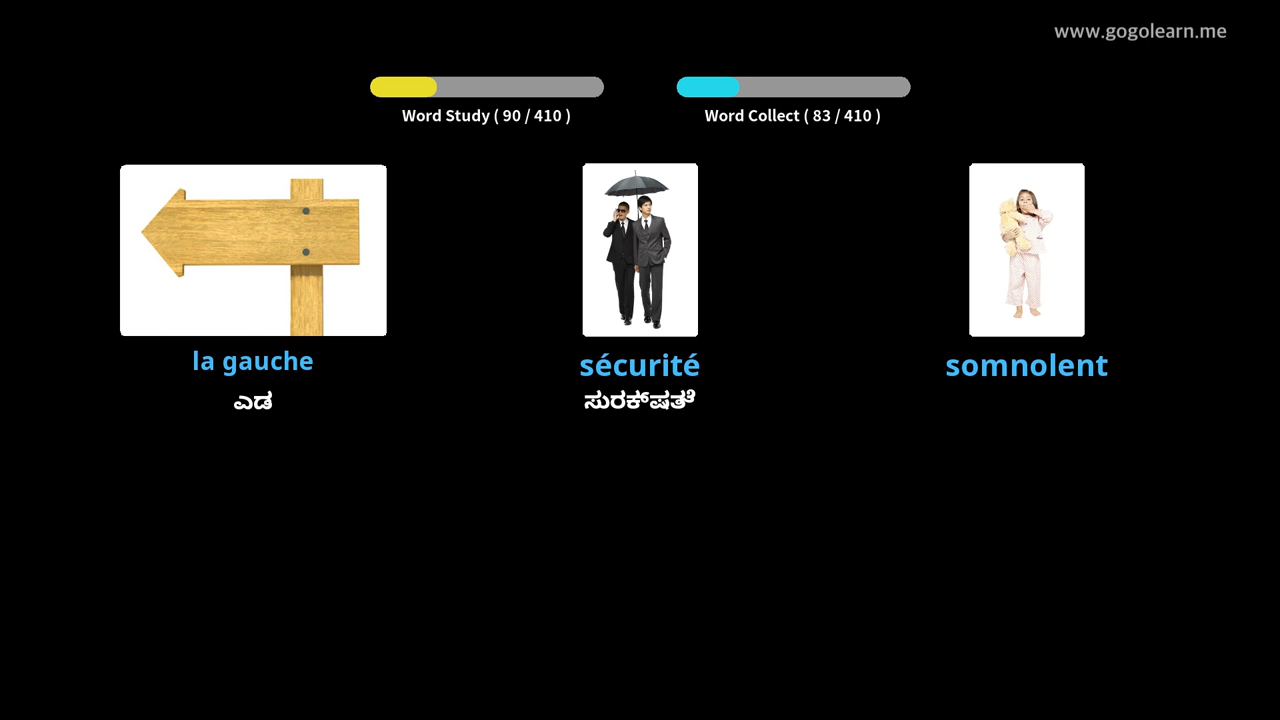 www.gogolearn.me
Word Study ( 90 / 410 )
Word Collect ( 83 / 410 )
la gauche
ಎಡ
sécurité
ಸುರಕ್ಷತೆ
somnolent